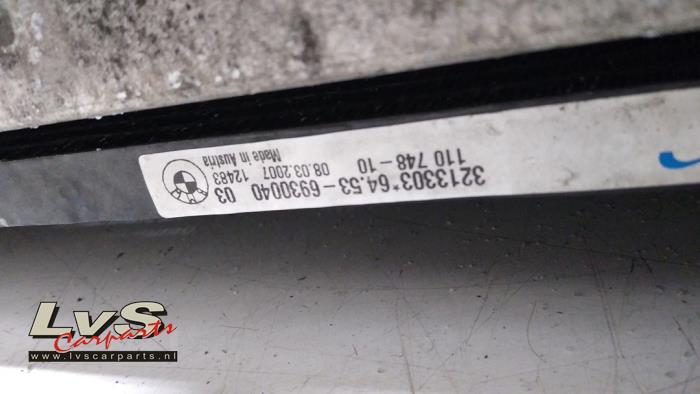 3213303*64.53-6930040 03
110 748-10 08.03.2007 12483
Made in Austria
LvS
Carparts
www.lvscarparts.nl